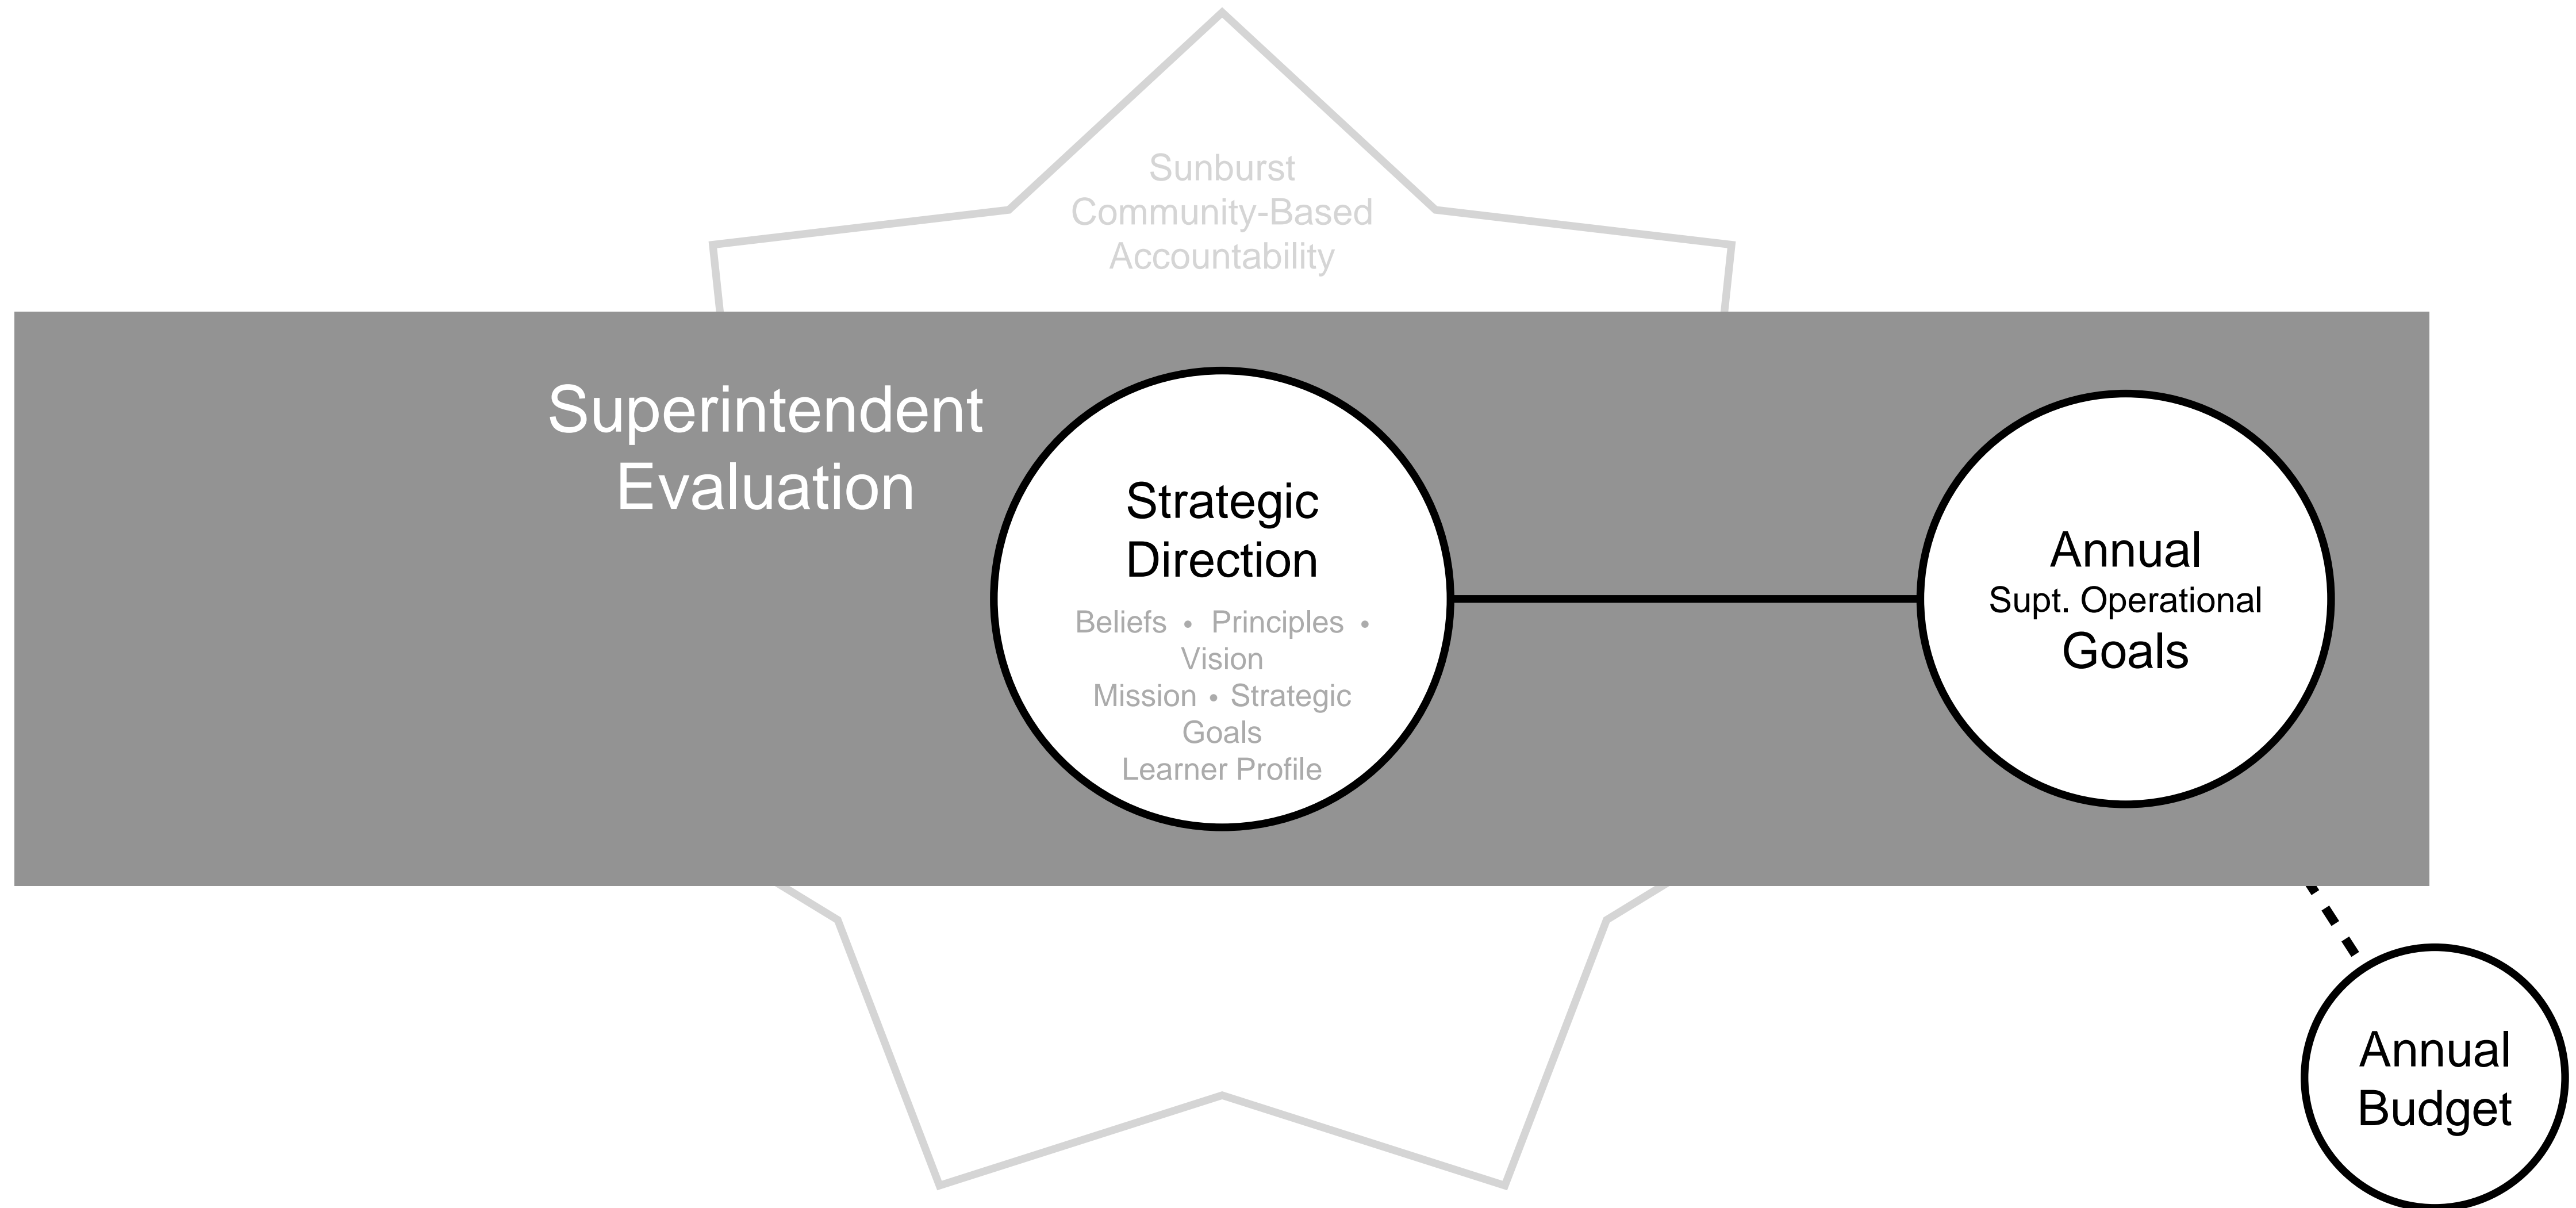 Sunburst
Community-Based
Accountability
Superintendent
Evaluation
Strategic
Direction
Beliefs • Principles •
Vision
Mission • Strategic
Goals
Learner Profile
Annual
Supt. Operational
Goals
Annual
Budget